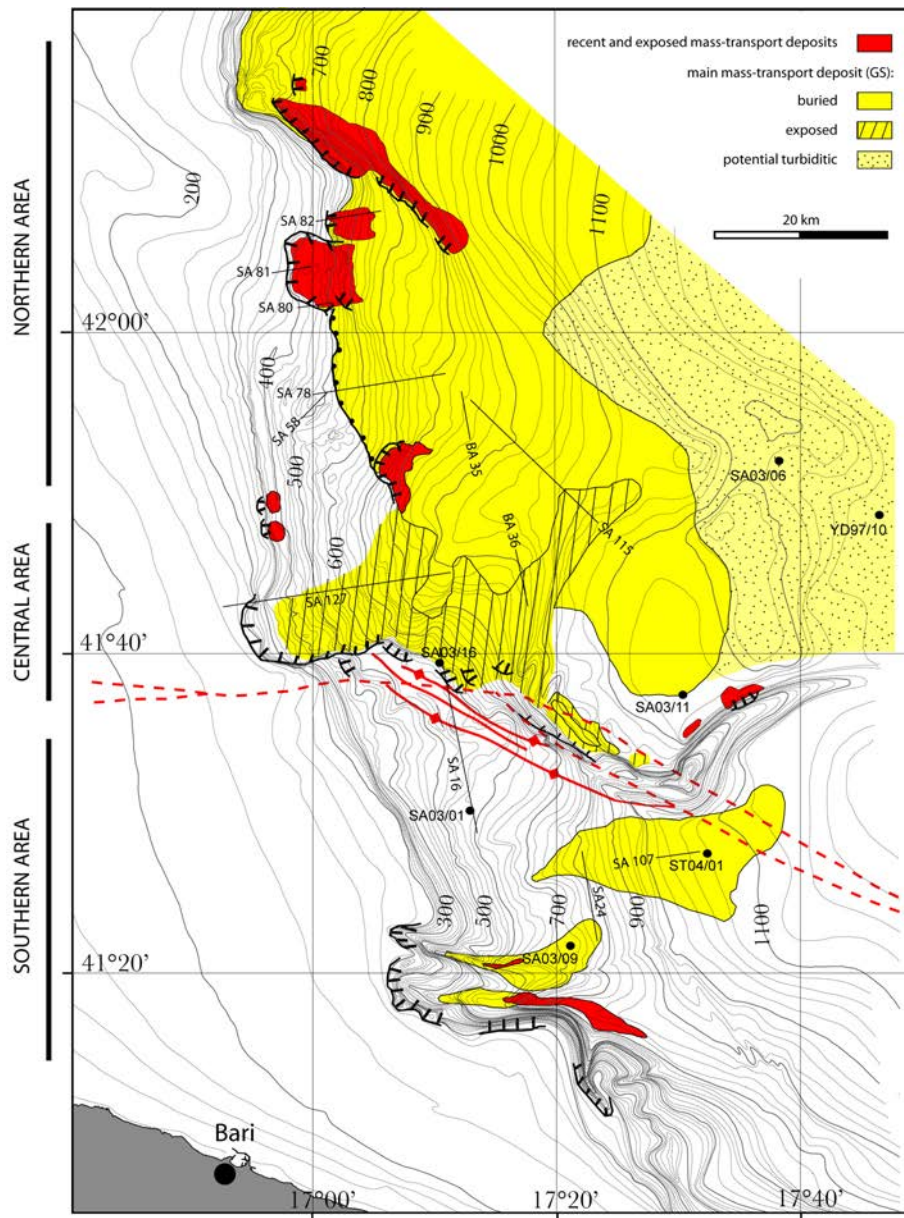 recent and exposed mass-transport deposits
main mass-transport deposit (GS):
buried
exposed
potential turbiditic
20 km
NORTHERN AREA
CENTRAL AREA
SOUTHERN AREA
700
800
900
1000
1100
200
SA 82
SA 81
SA 80
42°00'
400
SA 78
SA 58
500
BA 35
SA03/06
YD97/10
SA 115
BA 36
600
SA 127
41°40'
SA03/16
SA03/11
SA 16
SA03/01
SA 107
ST04/01
300
500
700
SA24
900
1100
SA03/09
41°20'
Bari
17°00'
17°20'
17°40'